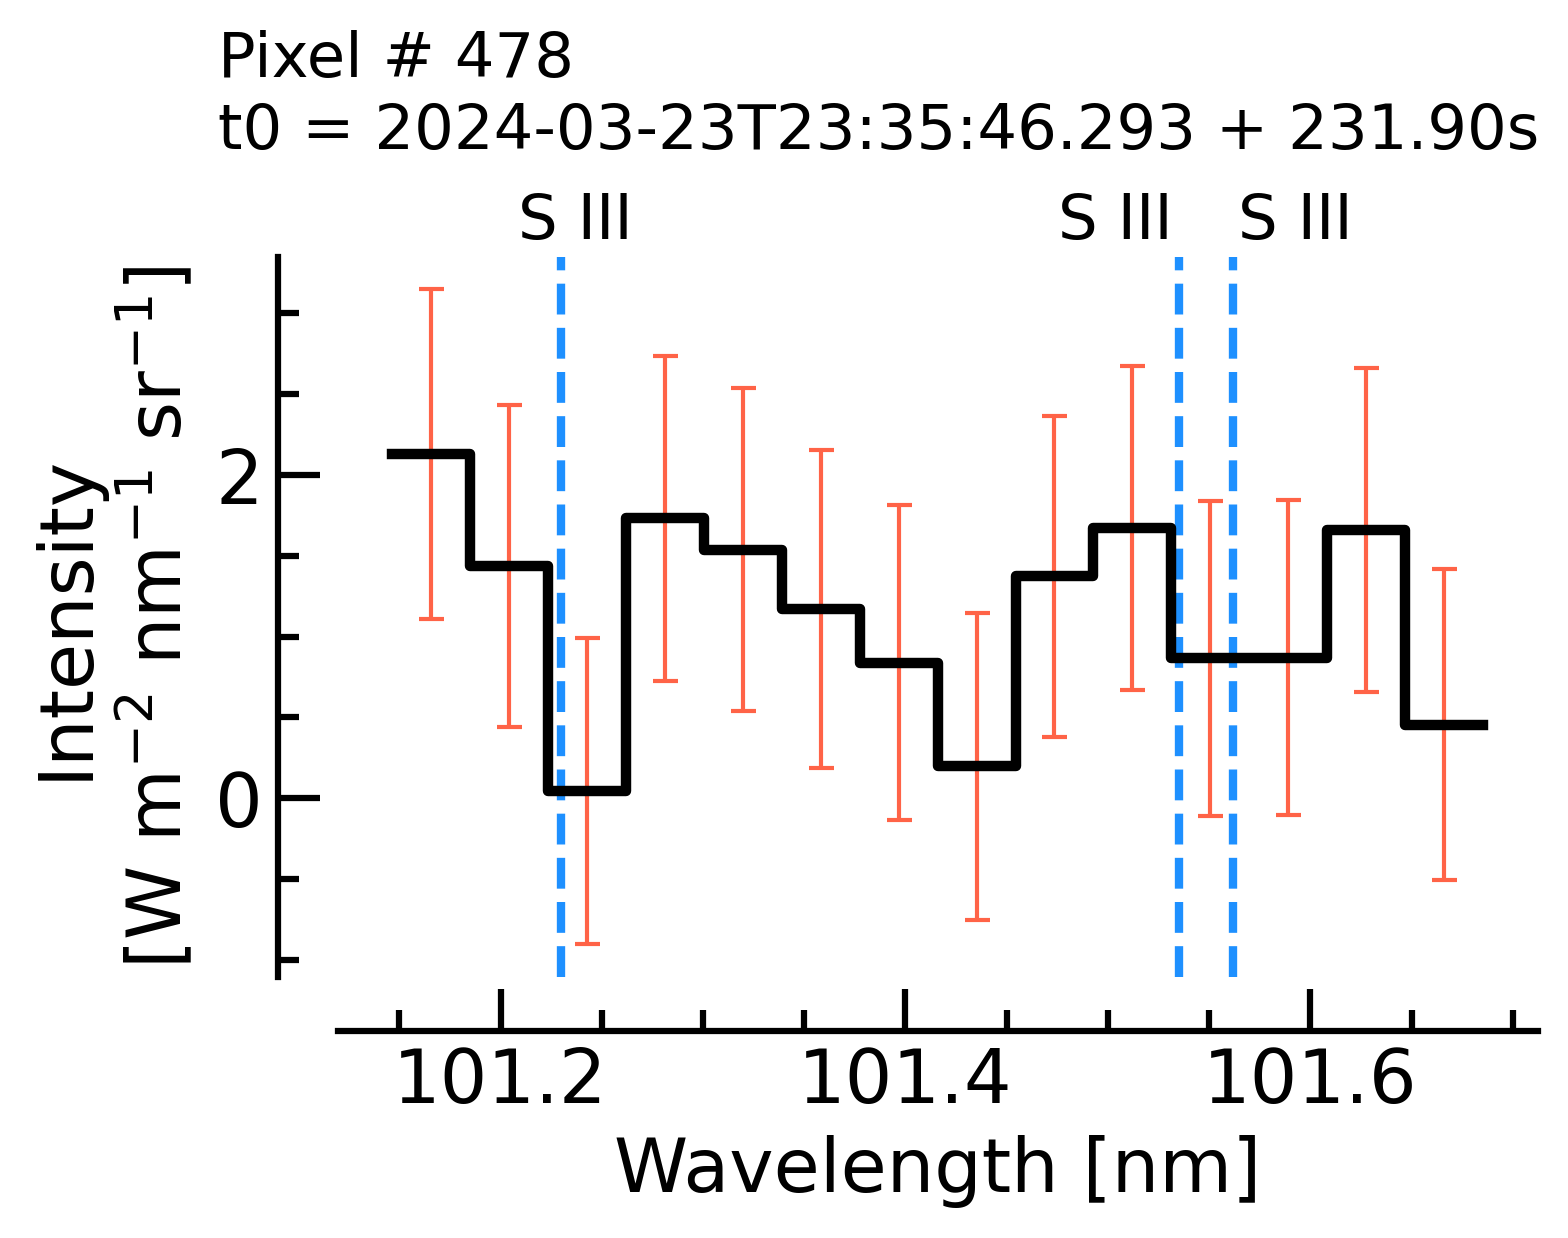 Pixel # 478
t0 = 2024-03-23T23:35:46.293 + 231.90s
S III S III S III
Intensity
[W m⁻² nm⁻¹ sr⁻¹]
2
0
101.2 101.4 101.6
Wavelength [nm]